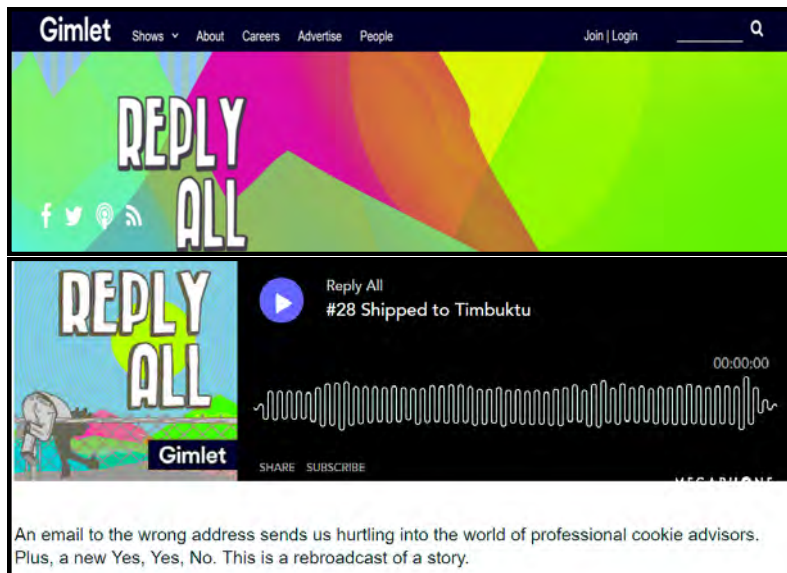 Gimlet Shows About Careers Advertise People Join | Login
REPLY
ALL
REPLY
ALL
Gimlet
Reply All
#28 Shipped to Timbuktu
00:00:00
SHARE SUBSCRIBE
MEGAPHONE
An email to the wrong address sends us hurtling into the world of professional cookie advisors.
Plus, a new Yes, Yes, No. This is a rebroadcast of a story.